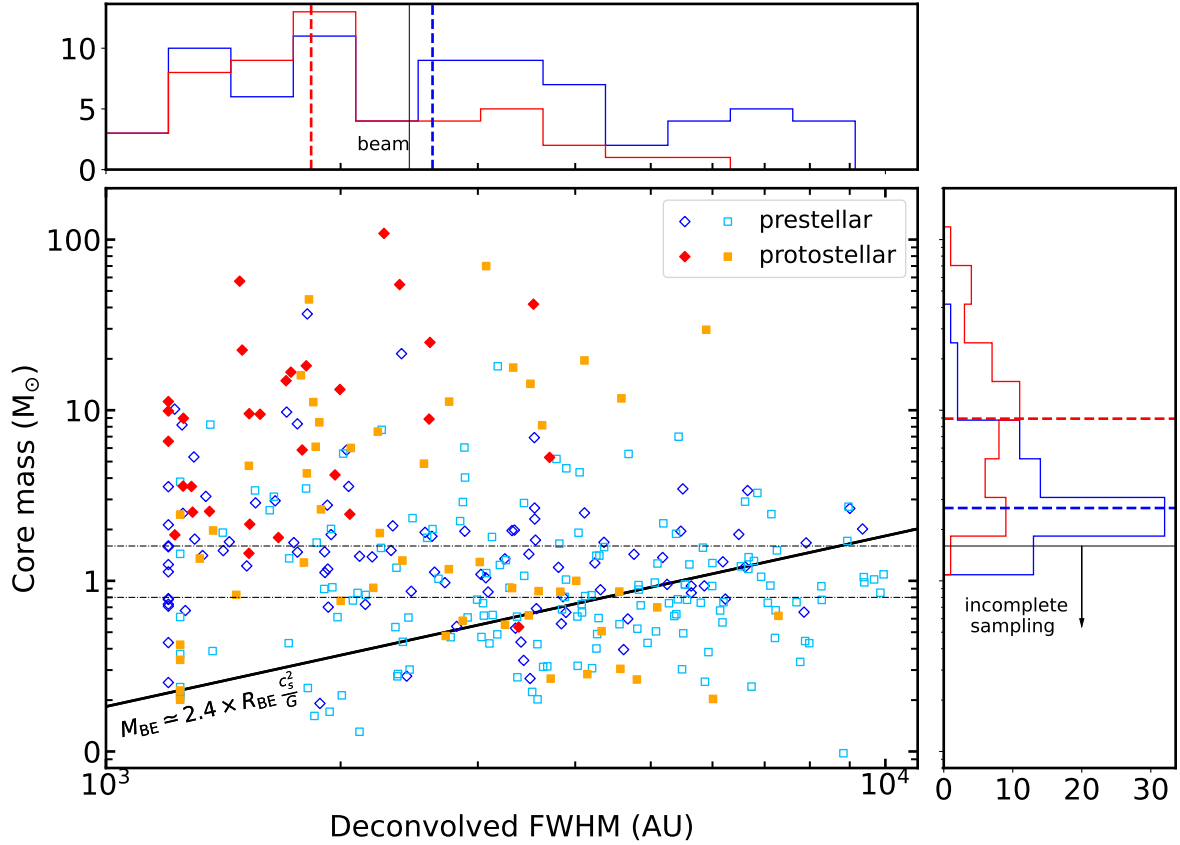 10
5
0
beam
100
10
1
0
Core mass (M⊙)
prestellar
protostellar
M_BE ≃ 2.4 × R_BE c_s^2/G
10^3
10^4
Deconvolved FWHM (AU)
incomplete
sampling
0 10 20 30